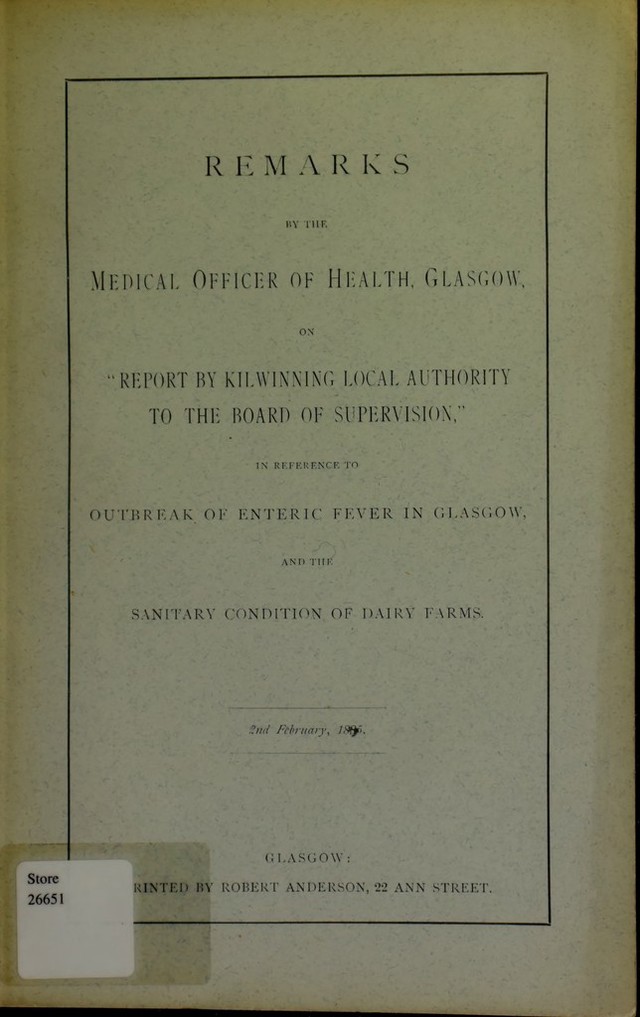 REMARKS
BY THE
MEDICAL OFFICER OF HEALTH, GLASGOW,
ON
"REPORT BY KILWINNING LOCAL AUTHORITY
TO THE BOARD OF SUPERVISION,"
IN REFERENCE TO
OUTBREAK OF ENTERIC FEVER IN GLASGOW,
AND THE
SANITARY CONDITION OF DAIRY FARMS.
2nd February,
GLASGOW:
RINTED BY ROBERT ANDERSON, 22 ANN STREET.
Store
26651